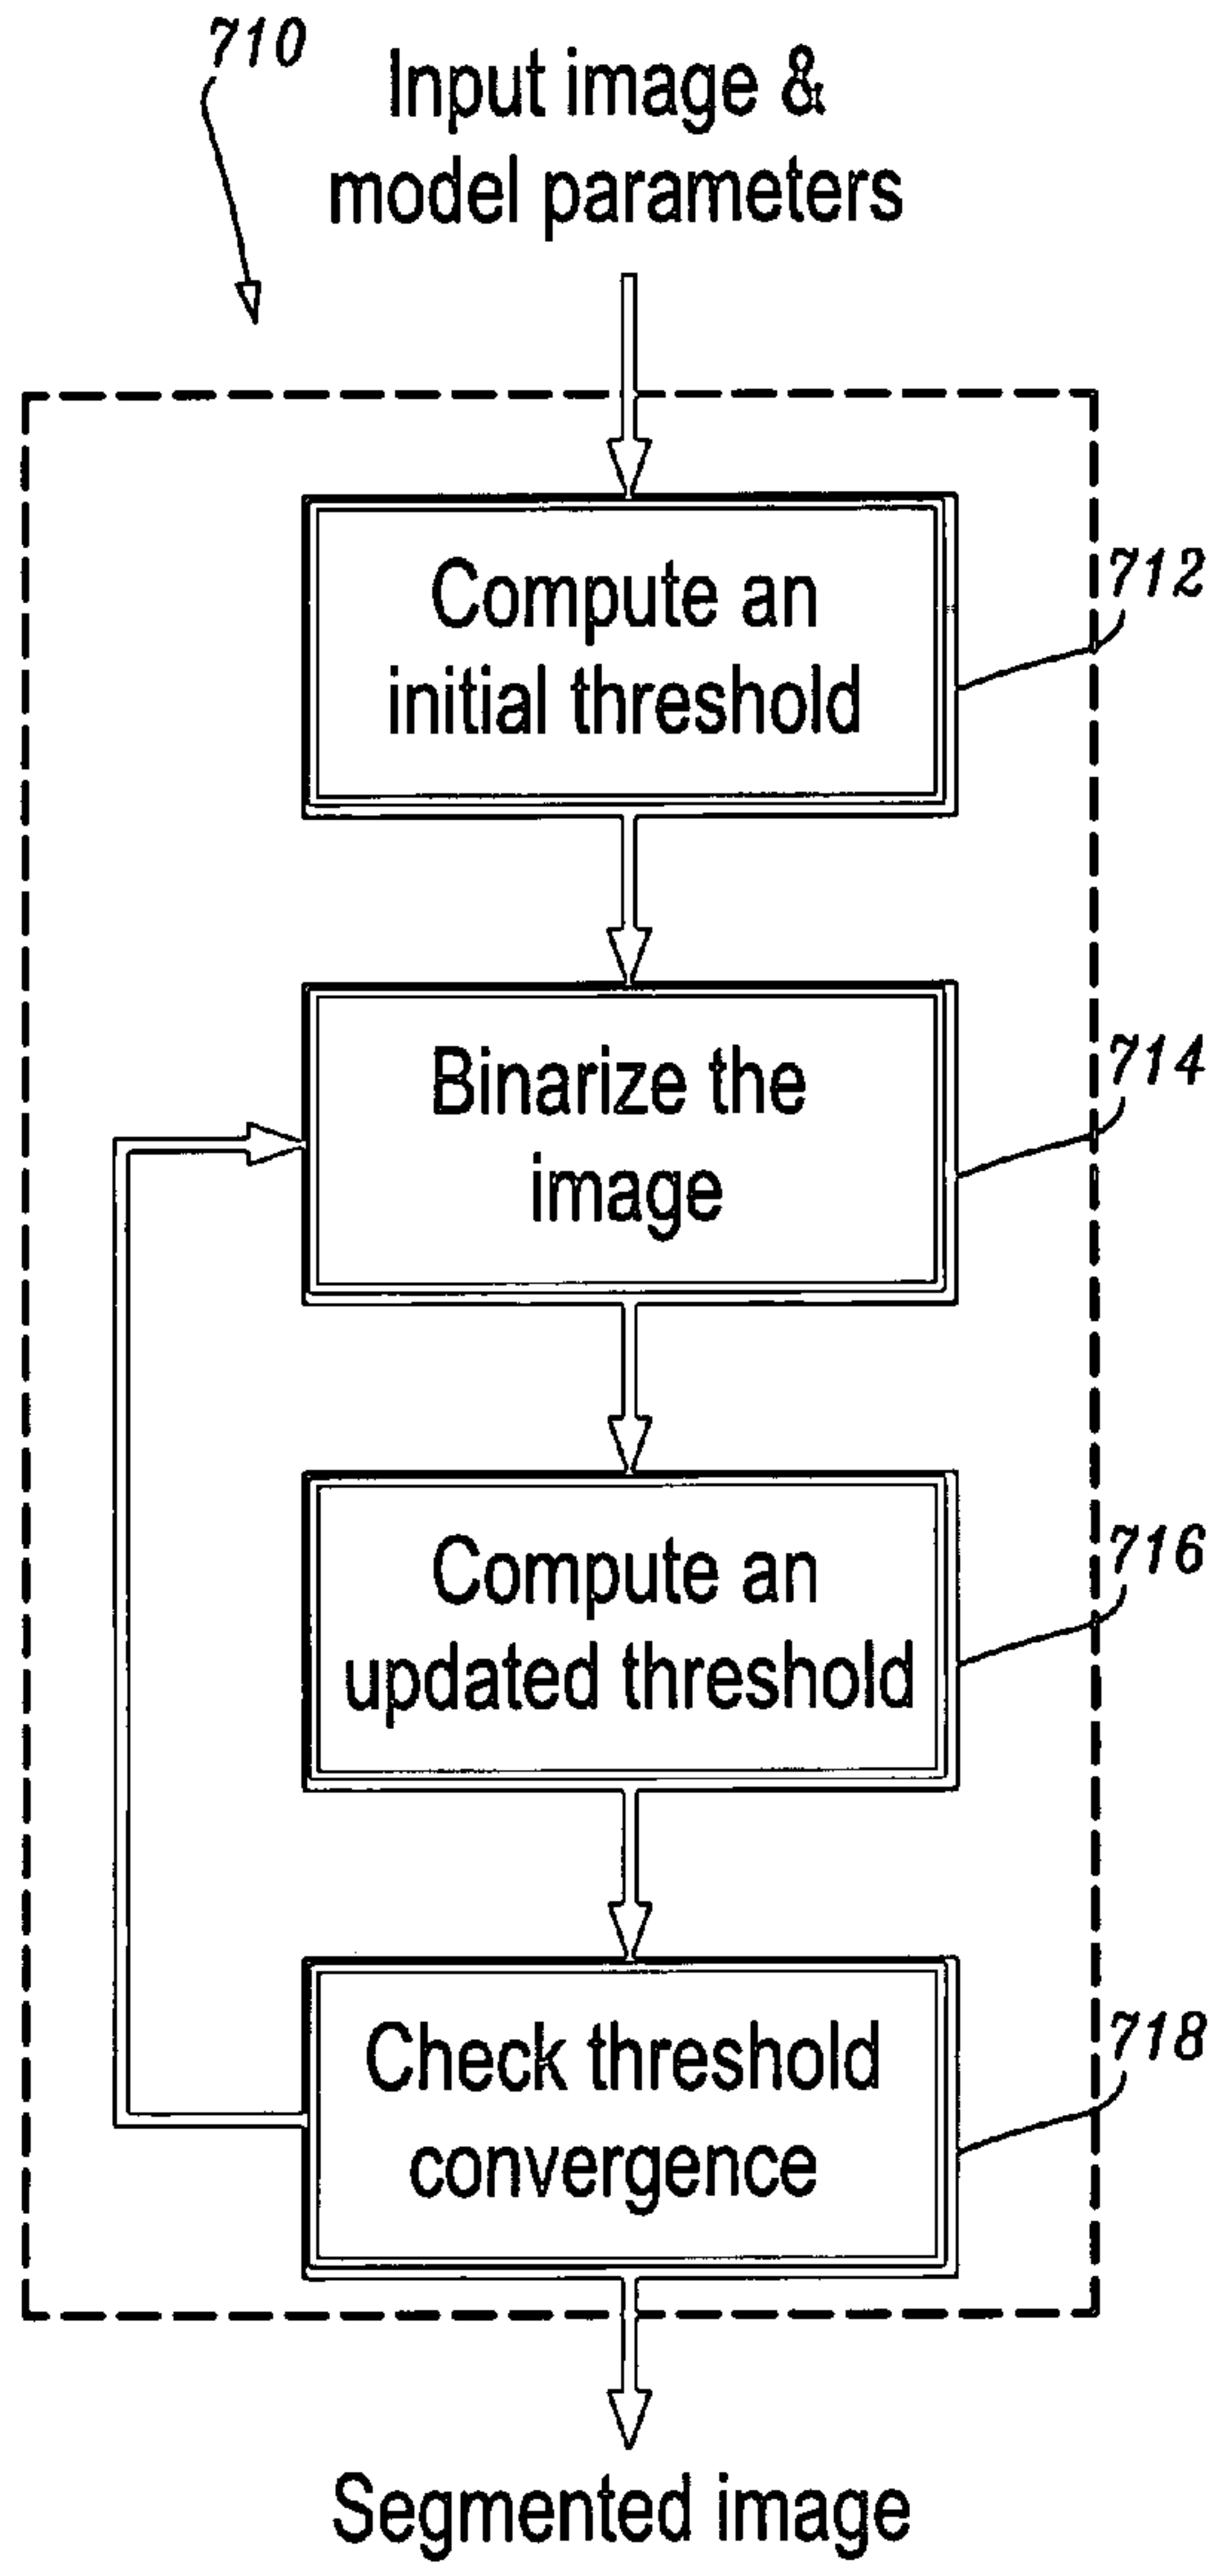 710
Input image &
model parameters
Compute an
initial threshold
712
Binarize the
image
714
Compute an
updated threshold
716
Check threshold
convergence
718
Segmented image